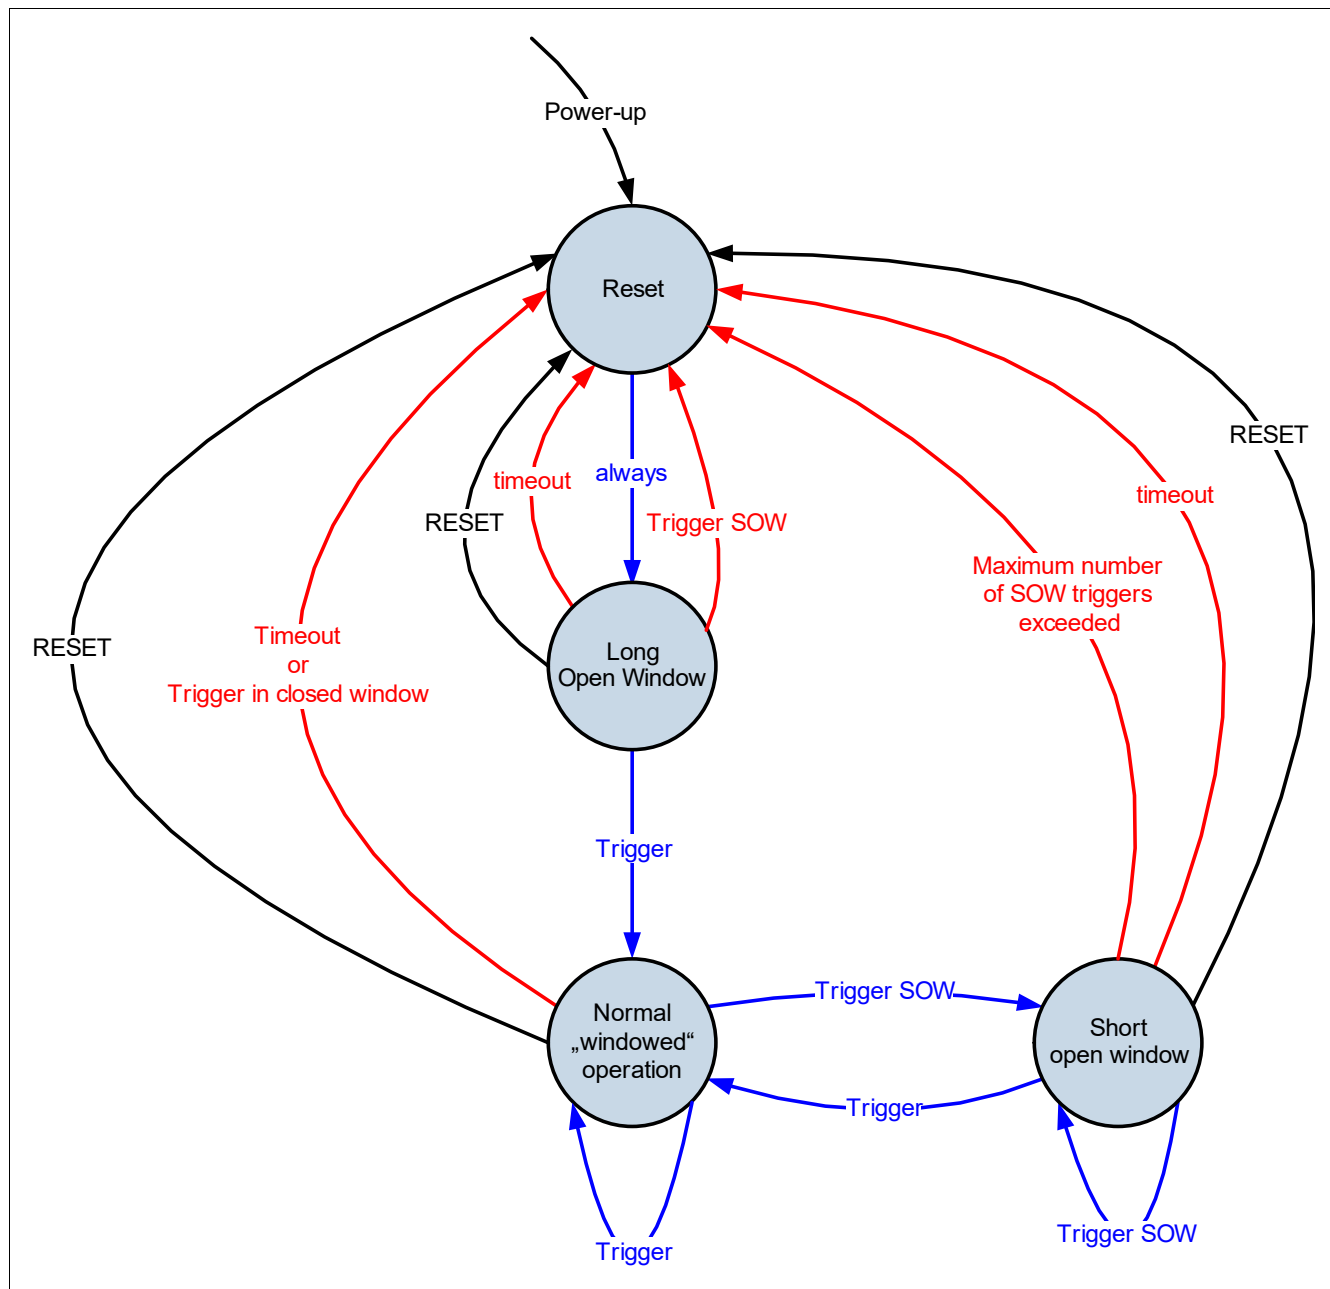 Power-up
Reset
RESET
timeout
always
timeout
RESET
Trigger SOW
Maximum number
of SOW triggers
exceeded
Timeout
or
Trigger in closed window
RESET
Long
Open Window
Trigger
Trigger SOW
Normal
„windowed“
operation
Short
open window
Trigger
Trigger SOW
Trigger